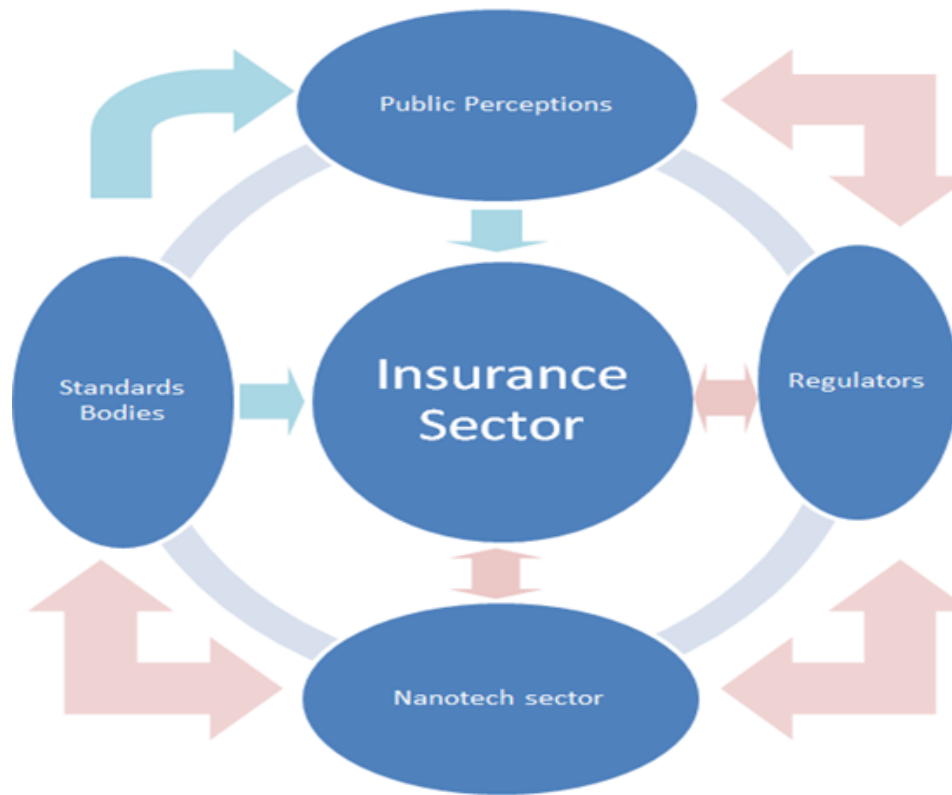 Public Perceptions
Standards
Bodies
Insurance
Sector
Regulators
Nanotech sector